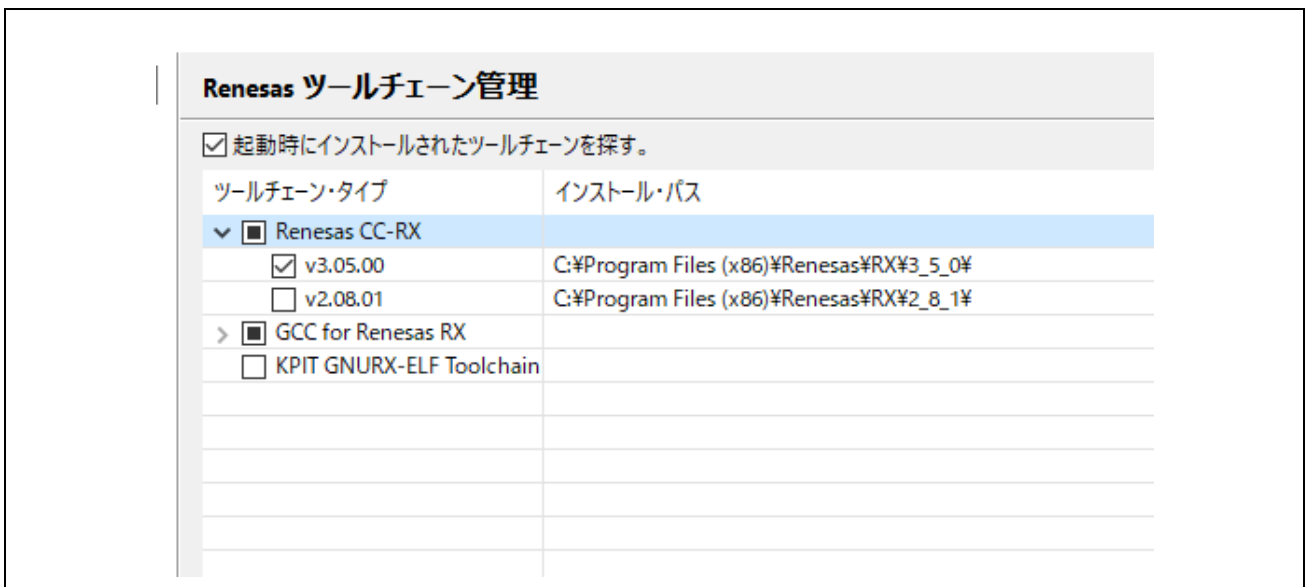 Renesas ツールチェーン管理
起動時にインストールされたツールチェーンを探す。
ツールチェーン・タイプ インストール・パス
Renesas CC-RX
v3.05.00 C:¥Program Files (x86)¥Renesas¥RX¥3_5_0¥
v2.08.01 C:¥Program Files (x86)¥Renesas¥RX¥2_8_1¥
GCC for Renesas RX
KPIT GNURX-ELF Toolchain